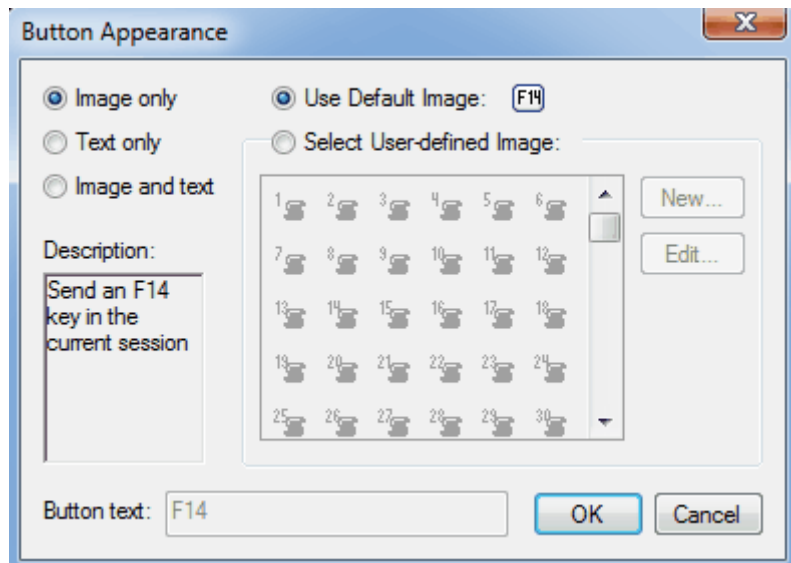 Button Appearance
Image only
Use Default Image: F14
Text only
Select User-defined Image:
Image and text
1 2 3 4 5 6
New...
Description:
7 8 9 10 11 12
Edit...
Send an F14
key in the
current session
13 14 15 16 17 18
19 20 21 22 23 24
25 26 27 28 29 30
Button text: F14
OK
Cancel